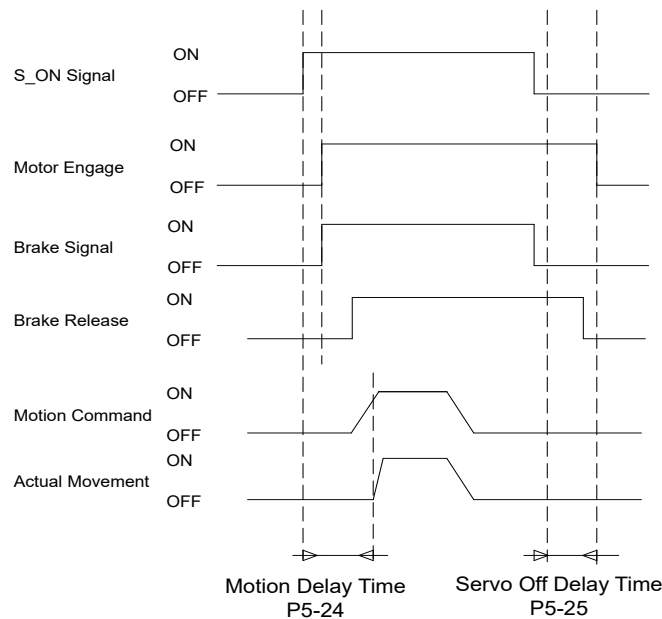 ON
S_ON Signal
OFF
ON
Motor Engage
OFF
ON
Brake Signal
OFF
ON
Brake Release
OFF
ON
Motion Command
OFF
ON
Actual Movement
OFF
Motion Delay Time
P5-24
Servo Off Delay Time
P5-25